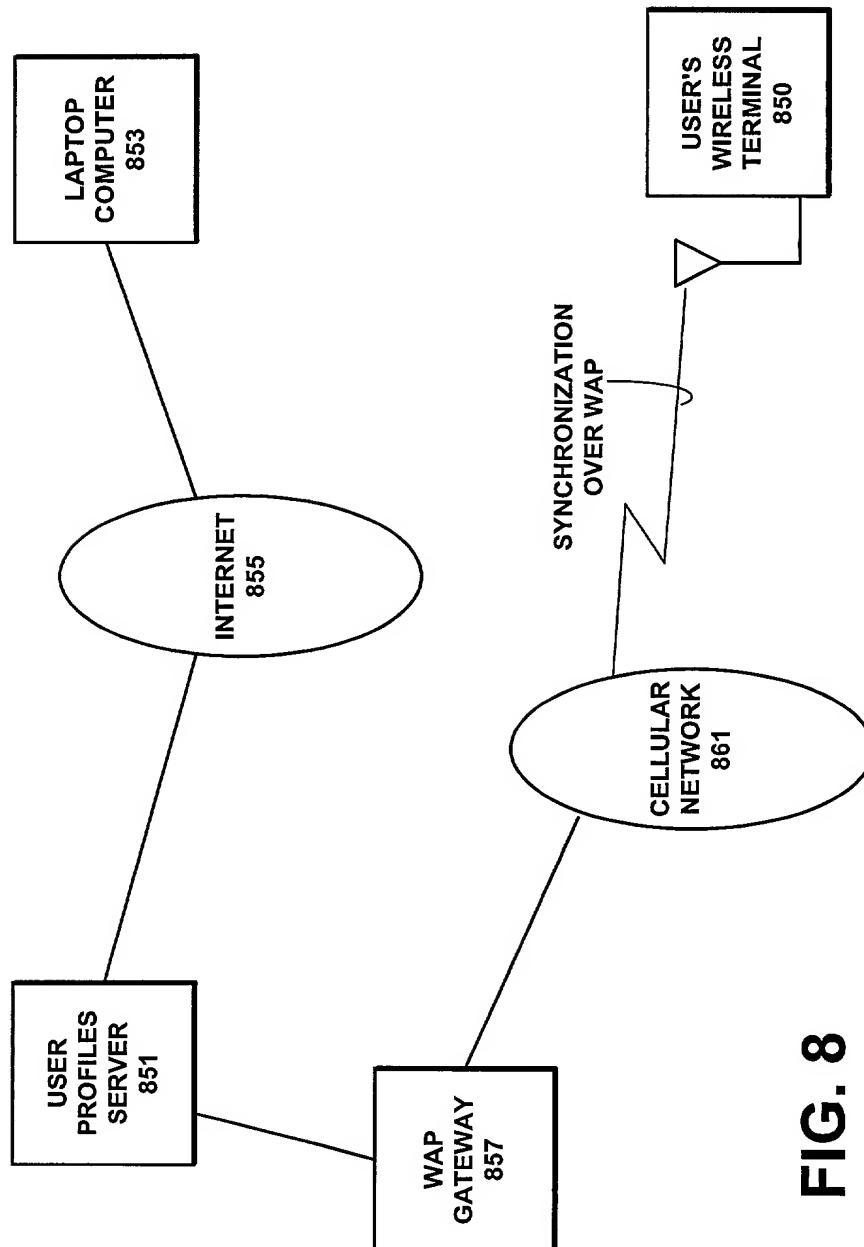 USER
PROFILES
SERVER
851
INTERNET
855
LAPTOP
COMPUTER
853
WAP
GATEWAY
857
CELLULAR
NETWORK
861
SYNCHRONIZATION
OVER WAP
USER'S
WIRELESS
TERMINAL
850
FIG. 8